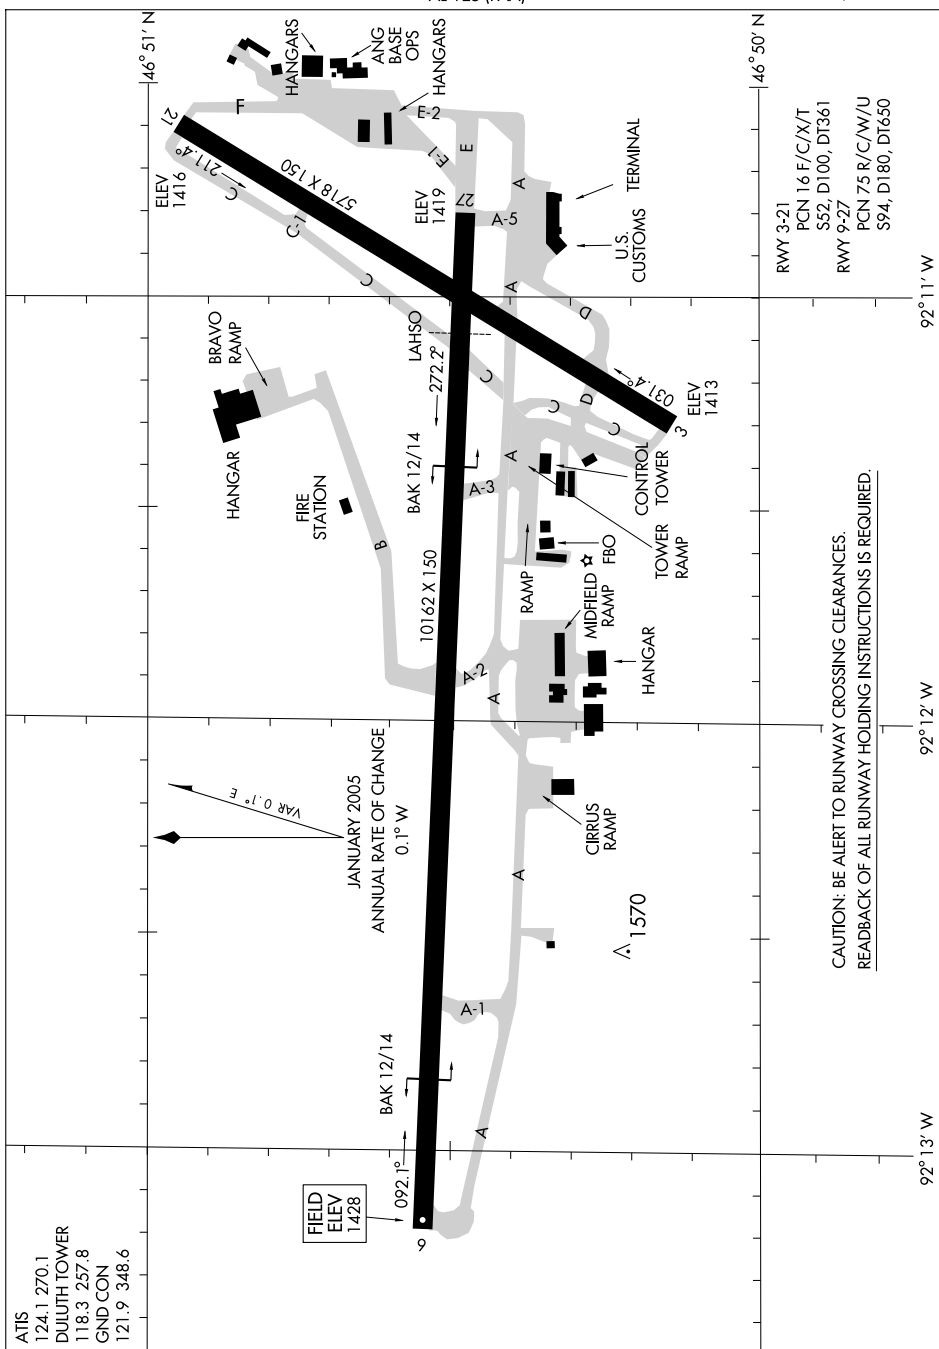 ATIS
124.1 270.1
DULUTH TOWER
118.3 257.8
GND CON
121.9 348.6
FIELD
ELEV
1428
9
092.1°
BAK 12/14
A
A-1
JANUARY 2005
ANNUAL RATE OF CHANGE
0.1° W
VAR 0.1° E
1570
A
CIRRUS
RAMP
A
A-2
HANGAR
MIDFIELD
RAMP
RAMP
FBO
TOWER
RAMP
CONTROL
TOWER
10162 X 150
B
FIRE
STATION
HANGAR
BRAVO
RAMP
BAK 12/14
A-3
A
272.2°
LAHSO
C
C
C
D
3
ELEV
1413
031.4°
D
A
C
C-1
C
5718 X 150
211.4°
21
ELEV
1416
ELEV
1419
27
A-5
A
E
E-1
E-2
F
HANGARS
ANG
BASE
OPS
HANGARS
U.S.
CUSTOMS
TERMINAL
46° 51' N
46° 50' N
92° 11' W
92° 12' W
92° 13' W
RWY 3-21
PCN 16 F/C/X/T
S52, D100, DT361
RWY 9-27
PCN 75 R/C/W/U
S94, D180, DT650
CAUTION: BE ALERT TO RUNWAY CROSSING CLEARANCES.
READBACK OF ALL RUNWAY HOLDING INSTRUCTIONS IS REQUIRED.